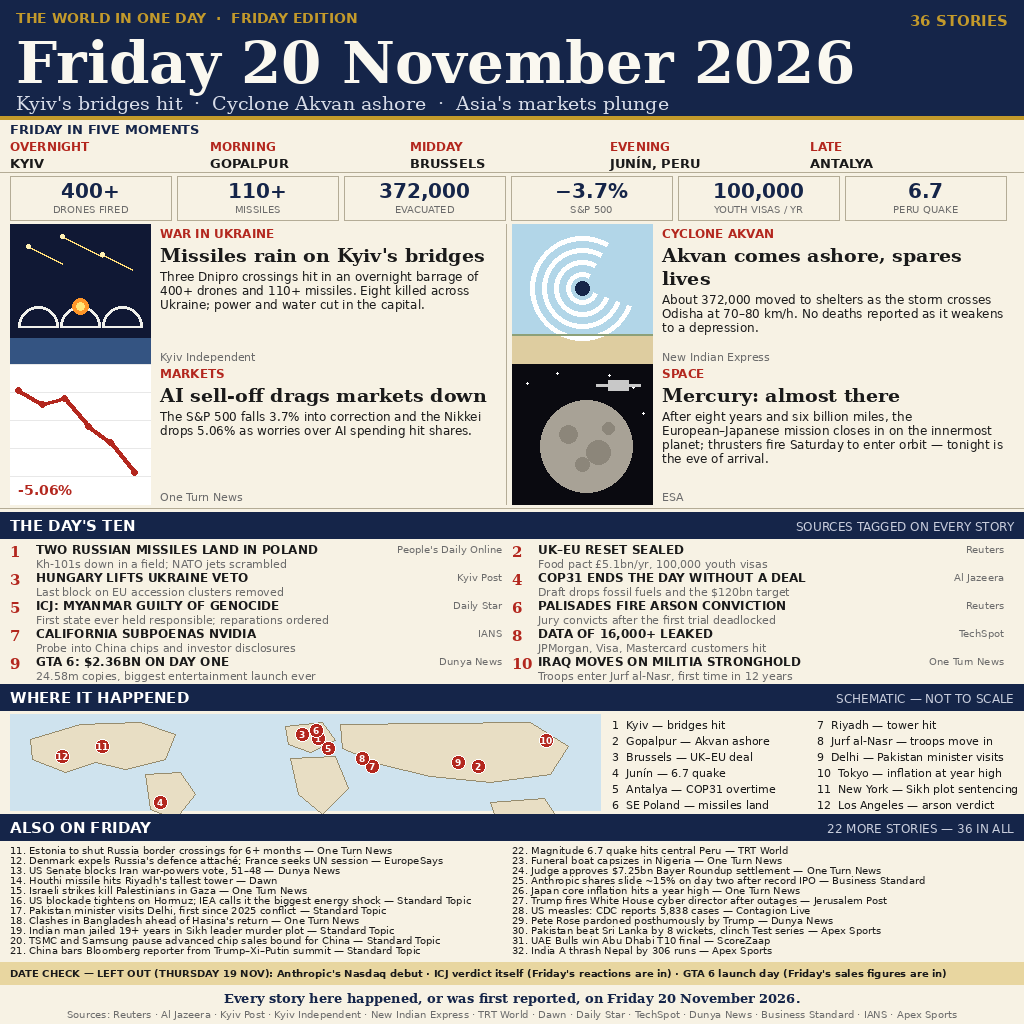 THE WORLD IN ONE DAY · FRIDAY EDITION
36 STORIES
Friday 20 November 2026
Kyiv's bridges hit · Cyclone Akvan ashore · Asia's markets plunge
FRIDAY IN FIVE MOMENTS
OVERNIGHT
KYIV
MORNING
GOPALPUR
MIDDAY
BRUSSELS
EVENING
JUNÍN, PERU
LATE
ANTALYA
400+
DRONES FIRED
110+
MISSILES
372,000
EVACUATED
−3.7%
S&P 500
100,000
YOUTH VISAS / YR
6.7
PERU QUAKE
WAR IN UKRAINE
Missiles rain on Kyiv's bridges
Three Dnipro crossings hit in an overnight barrage of
400+ drones and 110+ missiles. Eight killed across
Ukraine; power and water cut in the capital.
Kyiv Independent
CYCLONE AKVAN
Akvan comes ashore, spares
lives
About 372,000 moved to shelters as the storm crosses
Odisha at 70–80 km/h. No deaths reported as it weakens
to a depression.
New Indian Express
-5.06%
MARKETS
AI sell-off drags markets down
The S&P 500 falls 3.7% into correction and the Nikkei
drops 5.06% as worries over AI spending hit shares.
One Turn News
SPACE
Mercury: almost there
After eight years and six billion miles, the
European–Japanese mission closes in on the innermost
planet; thrusters fire Saturday to enter orbit — tonight is
the eve of arrival.
ESA
THE DAY'S TEN
SOURCES TAGGED ON EVERY STORY
1 TWO RUSSIAN MISSILES LAND IN POLAND People's Daily Online
Kh-101s down in a field; NATO jets scrambled
2 UK–EU RESET SEALED Reuters
Food pact £5.1bn/yr, 100,000 youth visas
3 HUNGARY LIFTS UKRAINE VETO Kyiv Post
Last block on EU accession clusters removed
4 COP31 ENDS THE DAY WITHOUT A DEAL Al Jazeera
Draft drops fossil fuels and the $120bn target
5 ICJ: MYANMAR GUILTY OF GENOCIDE Daily Star
First state ever held responsible; reparations ordered
6 PALISADES FIRE ARSON CONVICTION Reuters
Jury convicts after the first trial deadlocked
7 CALIFORNIA SUBPOENAS NVIDIA IANS
Probe into China chips and investor disclosures
8 DATA OF 16,000+ LEAKED TechSpot
JPMorgan, Visa, Mastercard customers hit
9 GTA 6: $2.36BN ON DAY ONE Dunya News
24.58m copies, biggest entertainment launch ever
10 IRAQ MOVES ON MILITIA STRONGHOLD One Turn News
Troops enter Jurf al-Nasr, first time in 12 years
WHERE IT HAPPENED
SCHEMATIC — NOT TO SCALE
12
11
4
3
6
1
5
8
7
9
2
10
1 Kyiv — bridges hit
2 Gopalpur — Akvan ashore
3 Brussels — UK–EU deal
4 Junín — 6.7 quake
5 Antalya — COP31 overtime
6 SE Poland — missiles land
7 Riyadh — tower hit
8 Jurf al-Nasr — troops move in
9 Delhi — Pakistan minister visits
10 Tokyo — inflation at year high
11 New York — Sikh plot sentencing
12 Los Angeles — arson verdict
ALSO ON FRIDAY
22 MORE STORIES — 36 IN ALL
11. Estonia to shut Russia border crossings for 6+ months — One Turn News
12. Denmark expels Russia's defence attaché; France seeks UN session — EuropeSays
13. US Senate blocks Iran war-powers vote, 51–48 — Dunya News
14. Houthi missile hits Riyadh's tallest tower — Dawn
15. Israeli strikes kill Palestinians in Gaza — One Turn News
16. US blockade tightens on Hormuz; IEA calls it the biggest energy shock — Standard Topic
17. Pakistan minister visits Delhi, first since 2025 conflict — Standard Topic
18. Clashes in Bangladesh ahead of Hasina's return — One Turn News
19. Indian man jailed 19+ years in Sikh leader murder plot — Standard Topic
20. TSMC and Samsung pause advanced chip sales bound for China — Standard Topic
21. China bars Bloomberg reporter from Trump–Xi–Putin summit — Standard Topic
22. Magnitude 6.7 quake hits central Peru — TRT World
23. Funeral boat capsizes in Nigeria — One Turn News
24. Judge approves $7.25bn Bayer Roundup settlement — One Turn News
25. Anthropic shares slide ~15% on day two after record IPO — Business Standard
26. Japan core inflation hits a year high — One Turn News
27. Trump fires White House cyber director after outages — Jerusalem Post
28. US measles: CDC reports 5,838 cases — Contagion Live
29. Pete Rose pardoned posthumously by Trump — Dunya News
30. Pakistan beat Sri Lanka by 8 wickets, clinch Test series — Apex Sports
31. UAE Bulls win Abu Dhabi T10 final — ScoreZaap
32. India A thrash Nepal by 306 runs — Apex Sports
DATE CHECK — LEFT OUT (THURSDAY 19 NOV): Anthropic's Nasdaq debut · ICJ verdict itself (Friday's reactions are in) · GTA 6 launch day (Friday's sales figures are in)
Every story here happened, or was first reported, on Friday 20 November 2026.
Sources: Reuters · Al Jazeera · Kyiv Post · Kyiv Independent · New Indian Express · TRT World · Dawn · Daily Star · TechSpot · Dunya News · Business Standard · IANS · Apex Sports